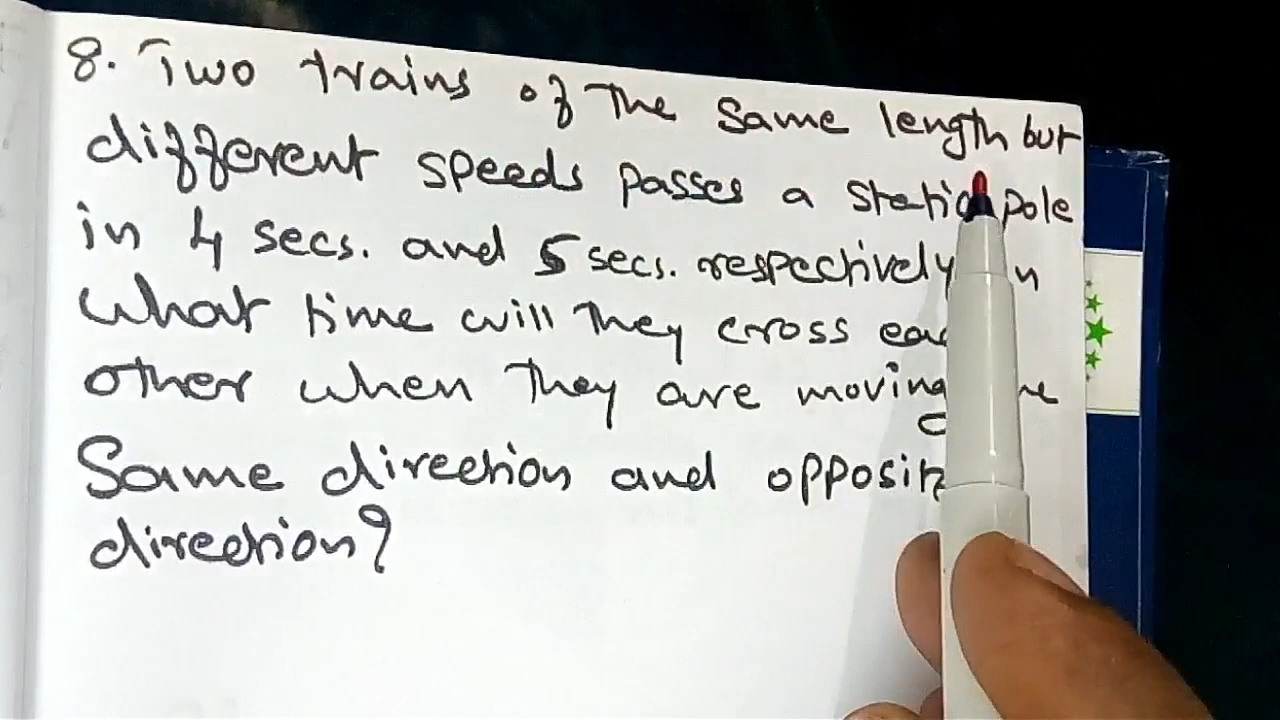 8. Two trains of the same length but
different speeds passes a static pole
in 4 secs. and 5 secs. respectively
What time will they cross
other when they are moving
Same direction and
direction?